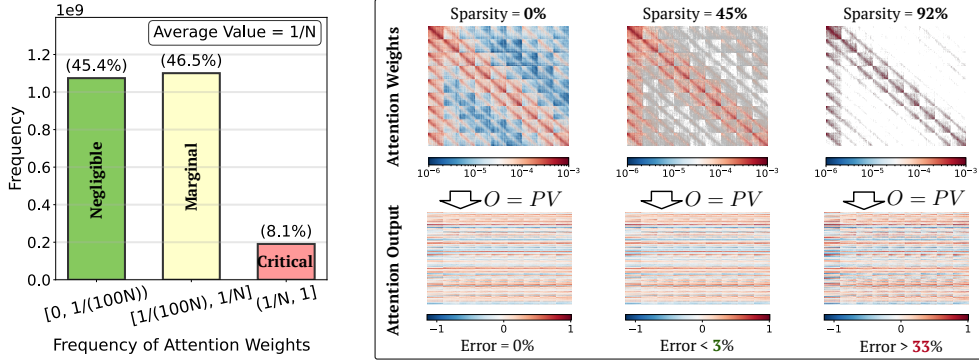 1e9
Average Value = 1/N
(45.4%)
(46.5%)
(8.1%)
1.2
1.0
0.8
0.6
0.4
0.2
0.0
Frequency
Negligible
Marginal
Critical
[0, 1/(100N))
[1/(100N), 1/N]
(1/N, 1]
Frequency of Attention Weights
Attention Weights
Sparsity = 0%
Sparsity = 45%
Sparsity = 92%
10⁻⁶ 10⁻⁵ 10⁻⁴ 10⁻³
10⁻⁶ 10⁻⁵ 10⁻⁴ 10⁻³
10⁻⁶ 10⁻⁵ 10⁻⁴ 10⁻³
O = PV
O = PV
O = PV
Attention Output
−1 0 1
−1 0 1
−1 0 1
Error = 0%
Error < 3%
Error > 33%